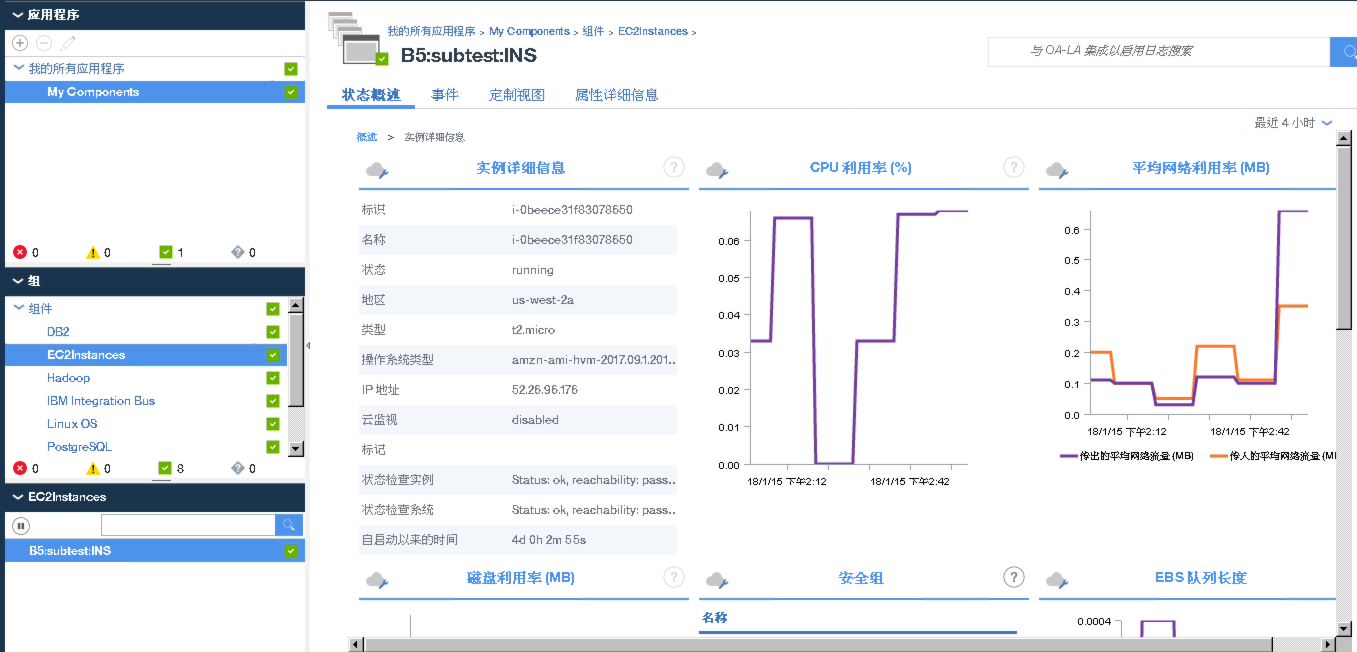 应用程序
我的所有应用程序
My Components
0 0 1 0
组
组件
DB2
EC2Instances
Hadoop
IBM Integration Bus
Linux OS
PostgreSQL
0 0 8 0
EC2Instances
B5:subtest:INS
我的所有应用程序 > My Components > 组件 > EC2Instances >
B5:subtest:INS
与 OA-LA 集成以启用日志搜索
状态概述 事件 定制视图 属性详细信息
最近 4 小时
概述 > 实例详细信息
实例详细信息 ?
标识 i-0beece31f83078650
名称 i-0beece31f83078650
状态 running
地区 us-west-2a
类型 t2.micro
操作系统类型 amzn-ami-hvm-2017.09.1.201..
IP 地址 52.26.96.176
云监视 disabled
标记
状态检查实例 Status: ok, reachability: pass..
状态检查系统 Status: ok, reachability: pass..
自启动以来的时间 4d 0h 2m 55s
CPU 利用率 (%) ?
0.06
0.05
0.04
0.03
0.02
0.01
0.00
18/1/15 下午2:12 18/1/15 下午2:42
平均网络利用率 (MB)
0.6
0.5
0.4
0.3
0.2
0.1
0.0
18/1/15 下午2:12 18/1/15 下午2:42
传出的平均网络流量 (MB) 传入的平均网络流量 (M
磁盘利用率 (MB) ?
安全组 ?
名称
EBS 队列长度
0.0004